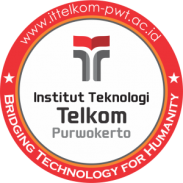 www.ittelkom-pwt.ac.id
Institut Teknologi
Telkom
Purwokerto
BRIDGING TECHNOLOGY FOR HUMANITY